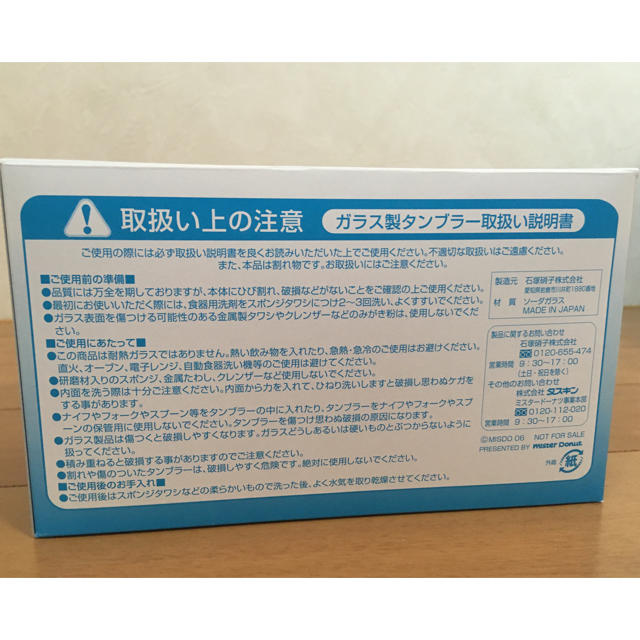 取扱い上の注意
ガラス製タンブラー取扱い説明書
ご使用の際には必ず取扱い説明書を良くお読みいただいた上でご使用ください。不適切な取扱いはご遠慮ください。
また、本品は割れ物です。お取扱いにはご注意ください。
■ご使用前の準備■
●品質には万全を期しておりますが、本体にひび割れ、破損などがないことをご確認の上ご使用ください。
●最初にお使いいただく際には、食器用洗剤をスポンジタワシにつけ2～3回洗い、よくすすいでください。
●ガラス表面を傷つける可能性のある金属製タワシやクレンザーなどのみがき粉は、使用しないでください。
■ご使用にあたって■
●この商品は耐熱ガラスではありません。熱い飲み物を入れたり、急熱・急冷のご使用はお避けください。
直火、オーブン、電子レンジ、自動食器洗い機等のご使用はお避けください。
●研磨材入りのスポンジ、金属たわし、クレンザーなどご使用しないでください。
●内面を洗う際は十分ご注意ください。内面から力を入れて、ひねり洗いしますと破損し思わぬケガをする事があります。
●ナイフやフォークやスプーン等をタンブラーの中に入れたり、タンブラーをナイフやフォークやスプーンの保管用に使用しないでください。タンブラーを傷つけ思わぬ破損の原因になります。
●ガラス製品は傷つくと破損しやすくなります。ガラスどうしあるいは硬いものとぶつからないように扱ってください。
●積み重ねると破損する事がありますのでご注意ください。
●割れや傷のついたタンブラーは、破損しやすく危険です。絶対に使用しないでください。
■ご使用後のお手入れ■
●ご使用後はスポンジタワシなどの柔らかいもので洗った後、よく水気を取り乾燥させてください。
製造元 石塚硝子株式会社
愛知県岩倉市川井町1880番地
材質 ソーダガラス
MADE IN JAPAN
製品に関するお問い合わせ
石塚硝子株式会社
0120-655-474
営業時間 9：30～17：00
（土日・祝日を除く）
その他のお問い合わせ
株式会社 ダスキン
ミスタードーナツ事業本部
0120-112-020
営業時間 9：30～17：00
©MISDO 06 NOT FOR SALE
PRESENTED BY mister Donut
外箱 紙